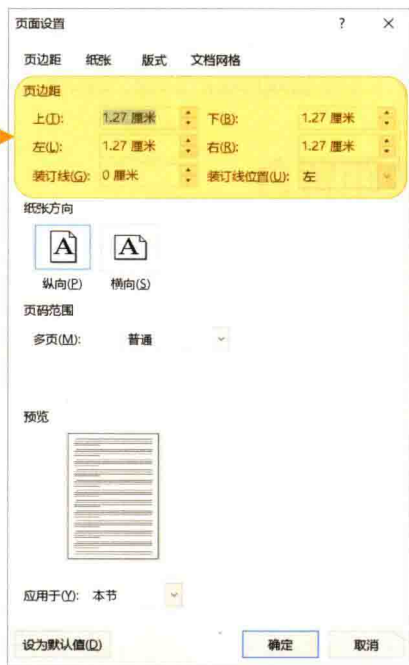 页面设置 ? ×
页边距 纸张 版式 文档网格
页边距
上(T): 1.27 厘米 下(B): 1.27 厘米
左(L): 1.27 厘米 右(R): 1.27 厘米
装订线(G): 0 厘米 装订线位置(U): 左
纸张方向
A A
纵向(P) 横向(S)
页码范围
多页(M): 普通
预览
应用于(Y): 本节
设为默认值(D) 确定 取消